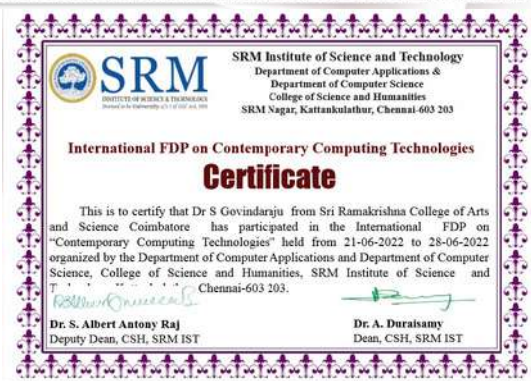 SRM
INSTITUTE OF SCIENCE & TECHNOLOGY
SRM Institute of Science and Technology
Department of Computer Applications &
Department of Computer Science
College of Science and Humanities
SRM Nagar, Kattankulathur, Chennai-603 203
International FDP on Contemporary Computing Technologies
Certificate
This is to certify that Dr S Govindaraju from Sri Ramakrishna College of Arts
and Science Coimbatore has participated in the International FDP on
"Contemporary Computing Technologies" held from 21-06-2022 to 28-06-2022
organized by the Department of Computer Applications and Department of Computer
Science, College of Science and Humanities, SRM Institute of Science and
Chennai-603 203.
Dr. S. Albert Antony Raj
Deputy Dean, CSH, SRM IST
Dr. A. Duraisamy
Dean, CSH, SRM IST